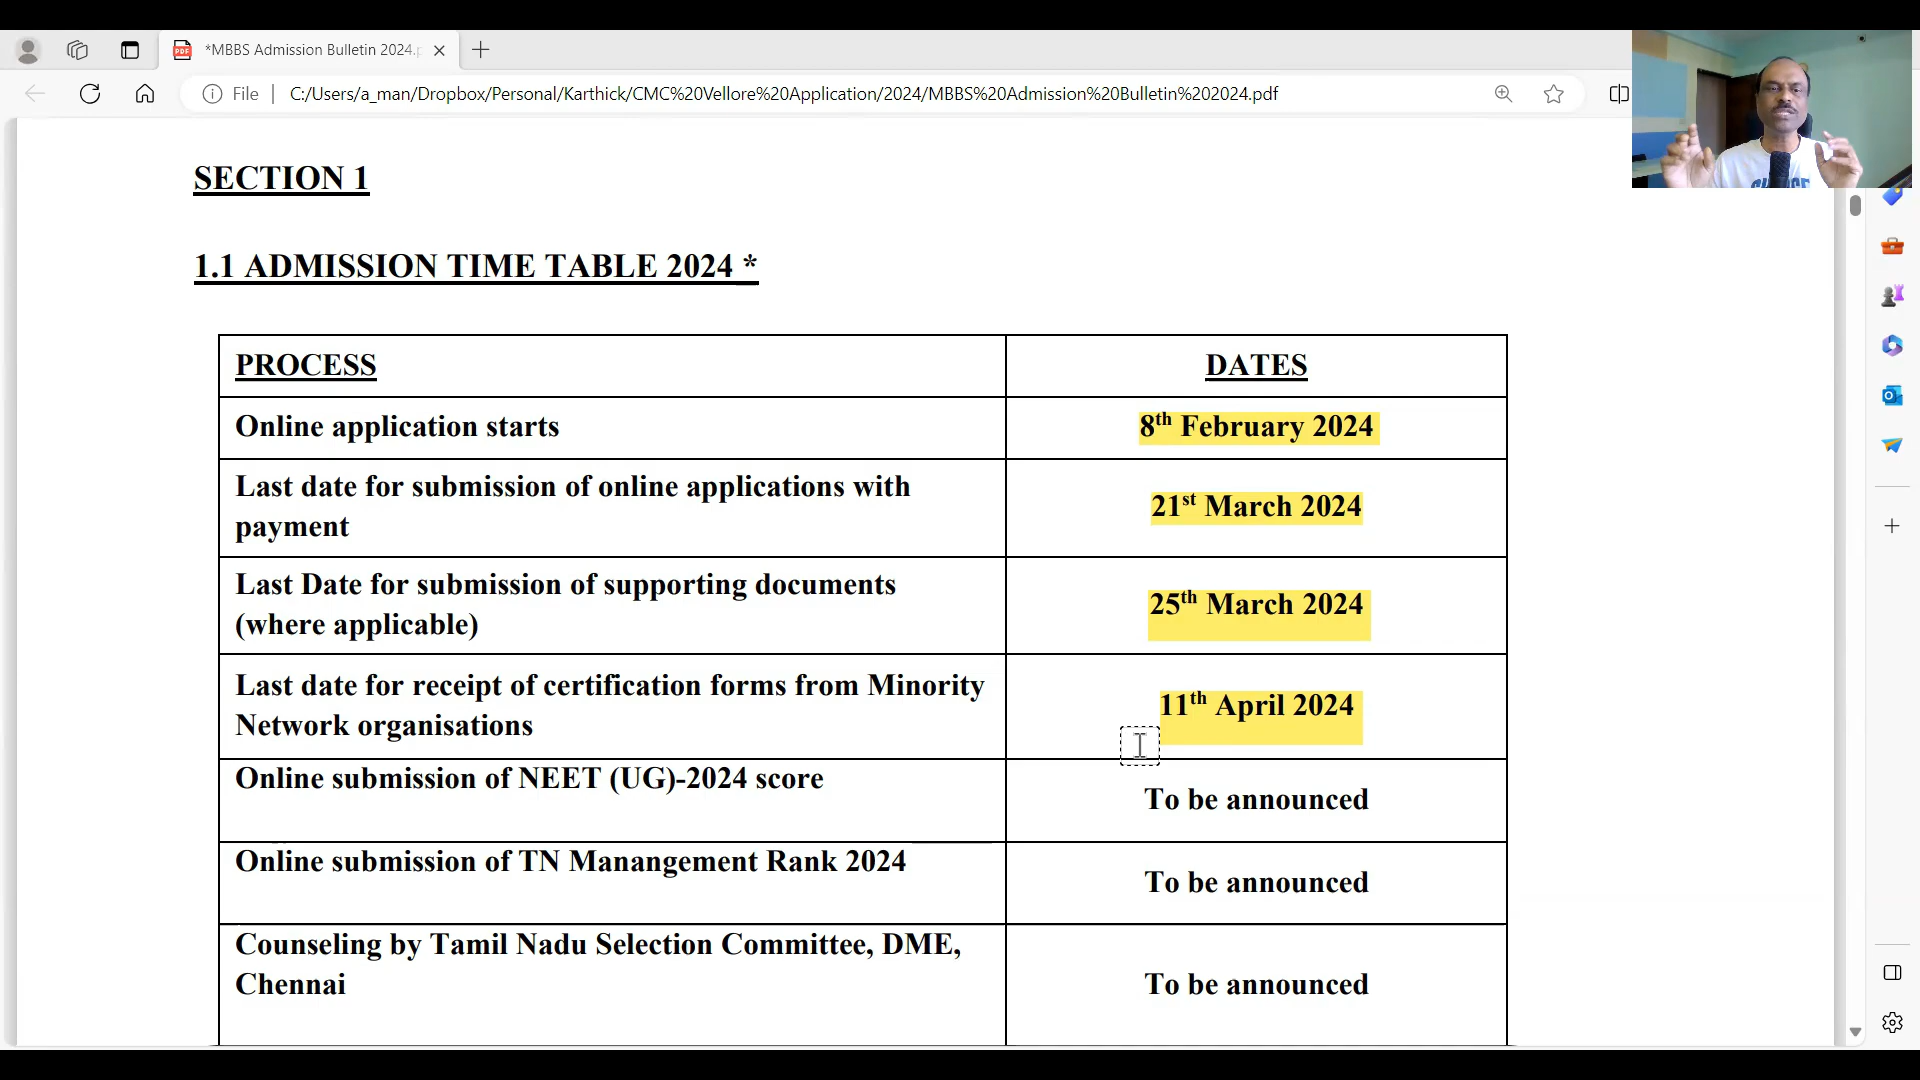 *MBBS Admission Bulletin 2024.p
File
C:/Users/a_man/Dropbox/Personal/Karthick/CMC%20Vellore%20Application/2024/MBBS%20Admission%20Bulletin%202024.pdf
SECTION 1
1.1 ADMISSION TIME TABLE 2024 *
PROCESS
DATES
Online application starts
8th February 2024
Last date for submission of online applications with
payment
21st March 2024
Last Date for submission of supporting documents
(where applicable)
25th March 2024
Last date for receipt of certification forms from Minority
Network organisations
11th April 2024
Online submission of NEET (UG)-2024 score
To be announced
Online submission of TN Manangement Rank 2024
To be announced
Counseling by Tamil Nadu Selection Committee, DME,
Chennai
To be announced